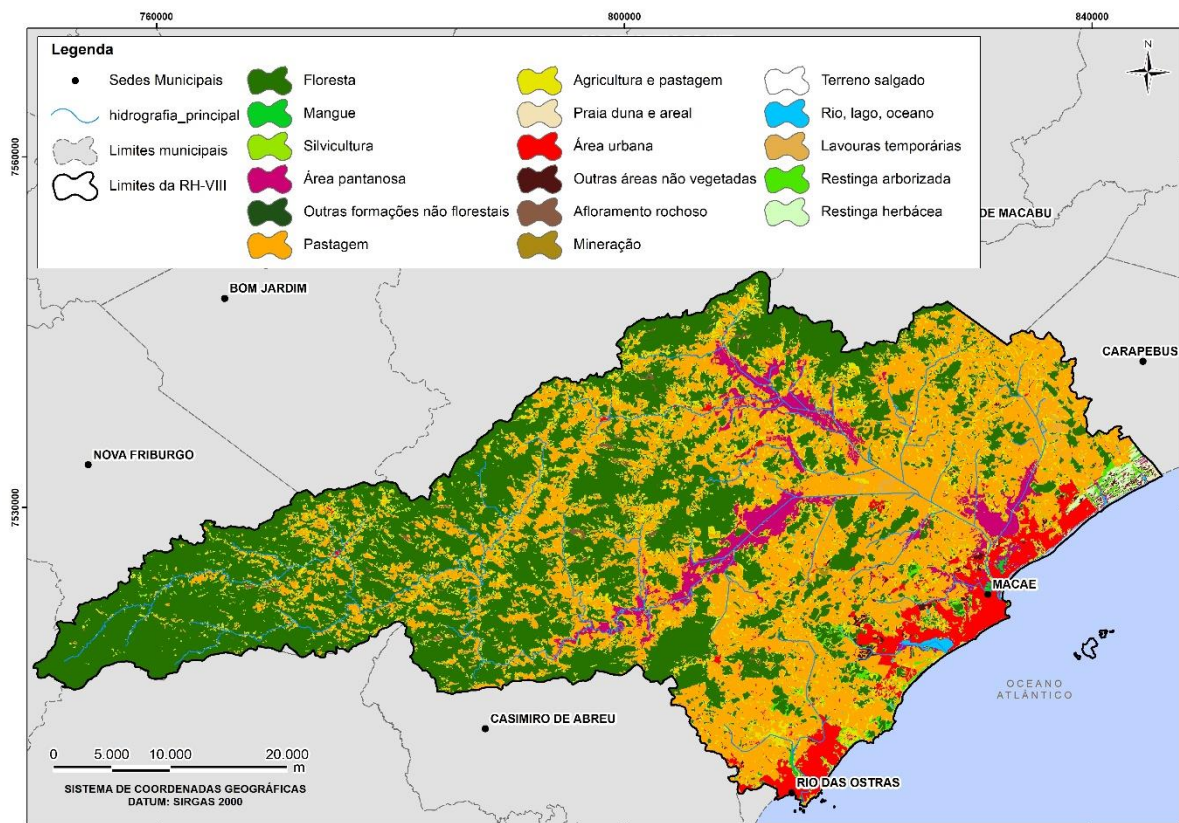 760000
800000
840000
Legenda
Sedes Municipais
hidrografia_principal
Limites municipais
Limites da RH-VIII
Floresta
Mangue
Silvicultura
Área pantanosa
Outras formações não florestais
Pastagem
Agricultura e pastagem
Praia duna e areal
Área urbana
Outras áreas não vegetadas
Afloramento rochoso
Mineração
Terreno salgado
Rio, lago, oceano
Lavouras temporárias
Restinga arborizada
Restinga herbácea
N
7560000
DE MACABU
BOM JARDIM
CARAPEBUS
NOVA FRIBURGO
7530000
MACAE
OCEANO
ATLÂNTICO
CASIMIRO DE ABREU
RIO DAS OSTRAS
0 5.000 10.000 20.000
m
SISTEMA DE COORDENADAS GEOGRÁFICAS
DATUM: SIRGAS 2000